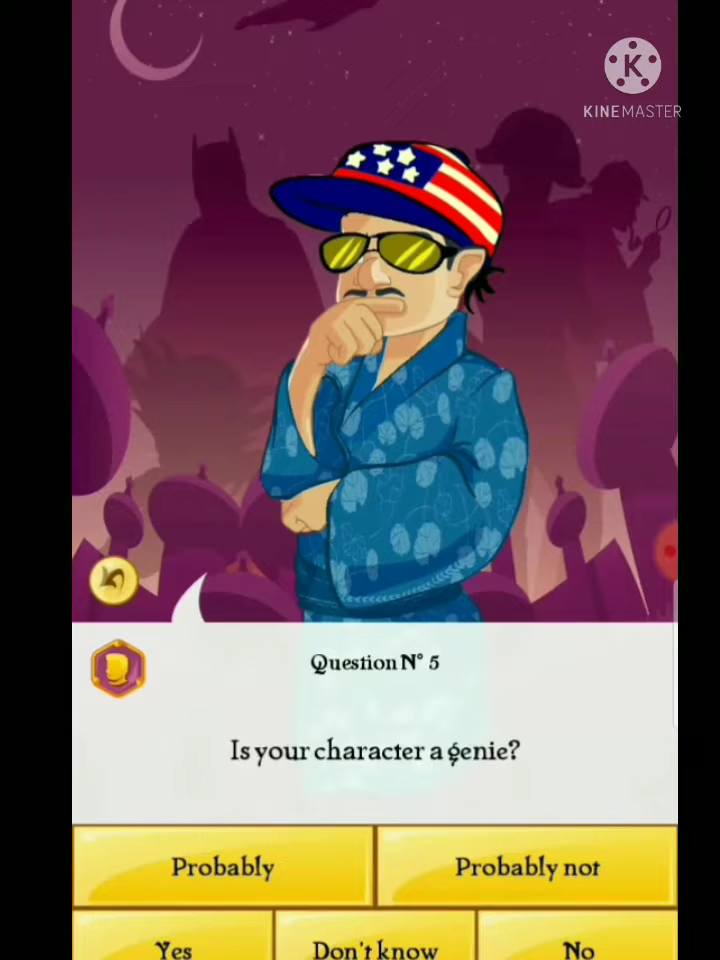 K
KINEMASTER
Question N° 5
Is your character a genie?
Probably
Probably not
Yes
Don't know
No